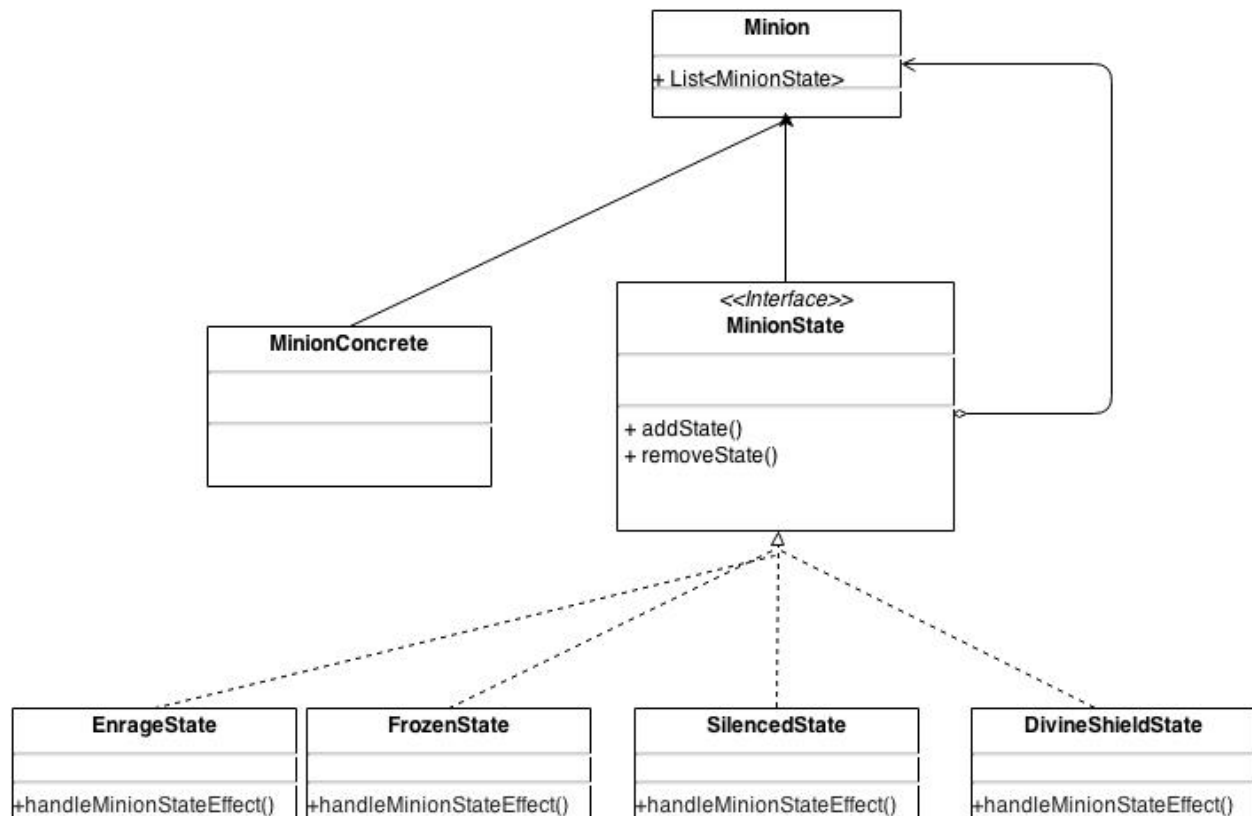 Minion
+ List<MinionState>
<<Interface>>
MinionState
MinionConcrete
+ addState()
+ removeState()
EnrageState
FrozenState
SilencedState
DivineShieldState
+handleMinionStateEffect()
+handleMinionStateEffect()
+handleMinionStateEffect()
+handleMinionStateEffect()